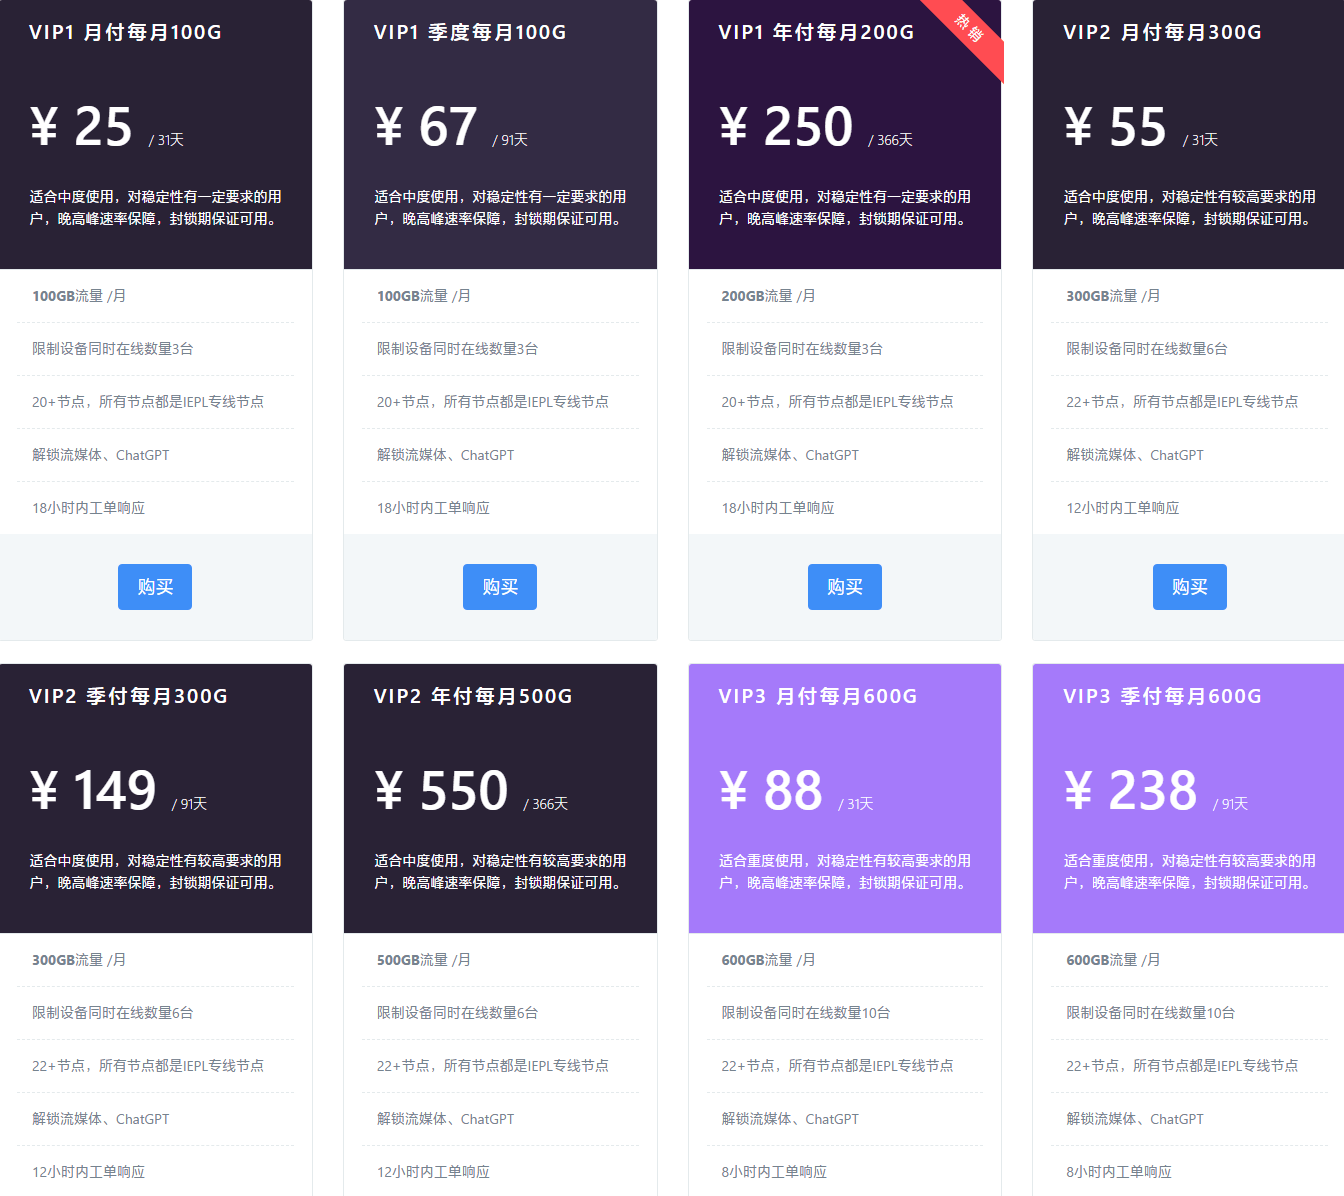 VIP1 月付每月100G
¥ 25 / 31天
适合中度使用，对稳定性有一定要求的用
户，晚高峰速率保障，封锁期保证可用。
100GB流量 /月
限制设备同时在线数量3台
20+节点，所有节点都是IEPL专线节点
解锁流媒体、ChatGPT
18小时内工单响应
购买
VIP1 季度每月100G
¥ 67 / 91天
适合中度使用，对稳定性有一定要求的用
户，晚高峰速率保障，封锁期保证可用。
100GB流量 /月
限制设备同时在线数量3台
20+节点，所有节点都是IEPL专线节点
解锁流媒体、ChatGPT
18小时内工单响应
购买
VIP1 年付每月200G
热销
¥ 250 / 366天
适合中度使用，对稳定性有一定要求的用
户，晚高峰速率保障，封锁期保证可用。
200GB流量 /月
限制设备同时在线数量3台
20+节点，所有节点都是IEPL专线节点
解锁流媒体、ChatGPT
18小时内工单响应
购买
VIP2 月付每月300G
¥ 55 / 31天
适合中度使用，对稳定性有较高要求的用
户，晚高峰速率保障，封锁期保证可用。
300GB流量 /月
限制设备同时在线数量6台
22+节点，所有节点都是IEPL专线节点
解锁流媒体、ChatGPT
12小时内工单响应
购买
VIP2 季付每月300G
¥ 149 / 91天
适合中度使用，对稳定性有较高要求的用
户，晚高峰速率保障，封锁期保证可用。
300GB流量 /月
限制设备同时在线数量6台
22+节点，所有节点都是IEPL专线节点
解锁流媒体、ChatGPT
12小时内工单响应
VIP2 年付每月500G
¥ 550 / 366天
适合中度使用，对稳定性有较高要求的用
户，晚高峰速率保障，封锁期保证可用。
500GB流量 /月
限制设备同时在线数量6台
22+节点，所有节点都是IEPL专线节点
解锁流媒体、ChatGPT
12小时内工单响应
VIP3 月付每月600G
¥ 88 / 31天
适合重度使用，对稳定性有较高要求的用
户，晚高峰速率保障，封锁期保证可用。
600GB流量 /月
限制设备同时在线数量10台
22+节点，所有节点都是IEPL专线节点
解锁流媒体、ChatGPT
8小时内工单响应
VIP3 季付每月600G
¥ 238 / 91天
适合重度使用，对稳定性有较高要求的用
户，晚高峰速率保障，封锁期保证可用。
600GB流量 /月
限制设备同时在线数量10台
22+节点，所有节点都是IEPL专线节点
解锁流媒体、ChatGPT
8小时内工单响应